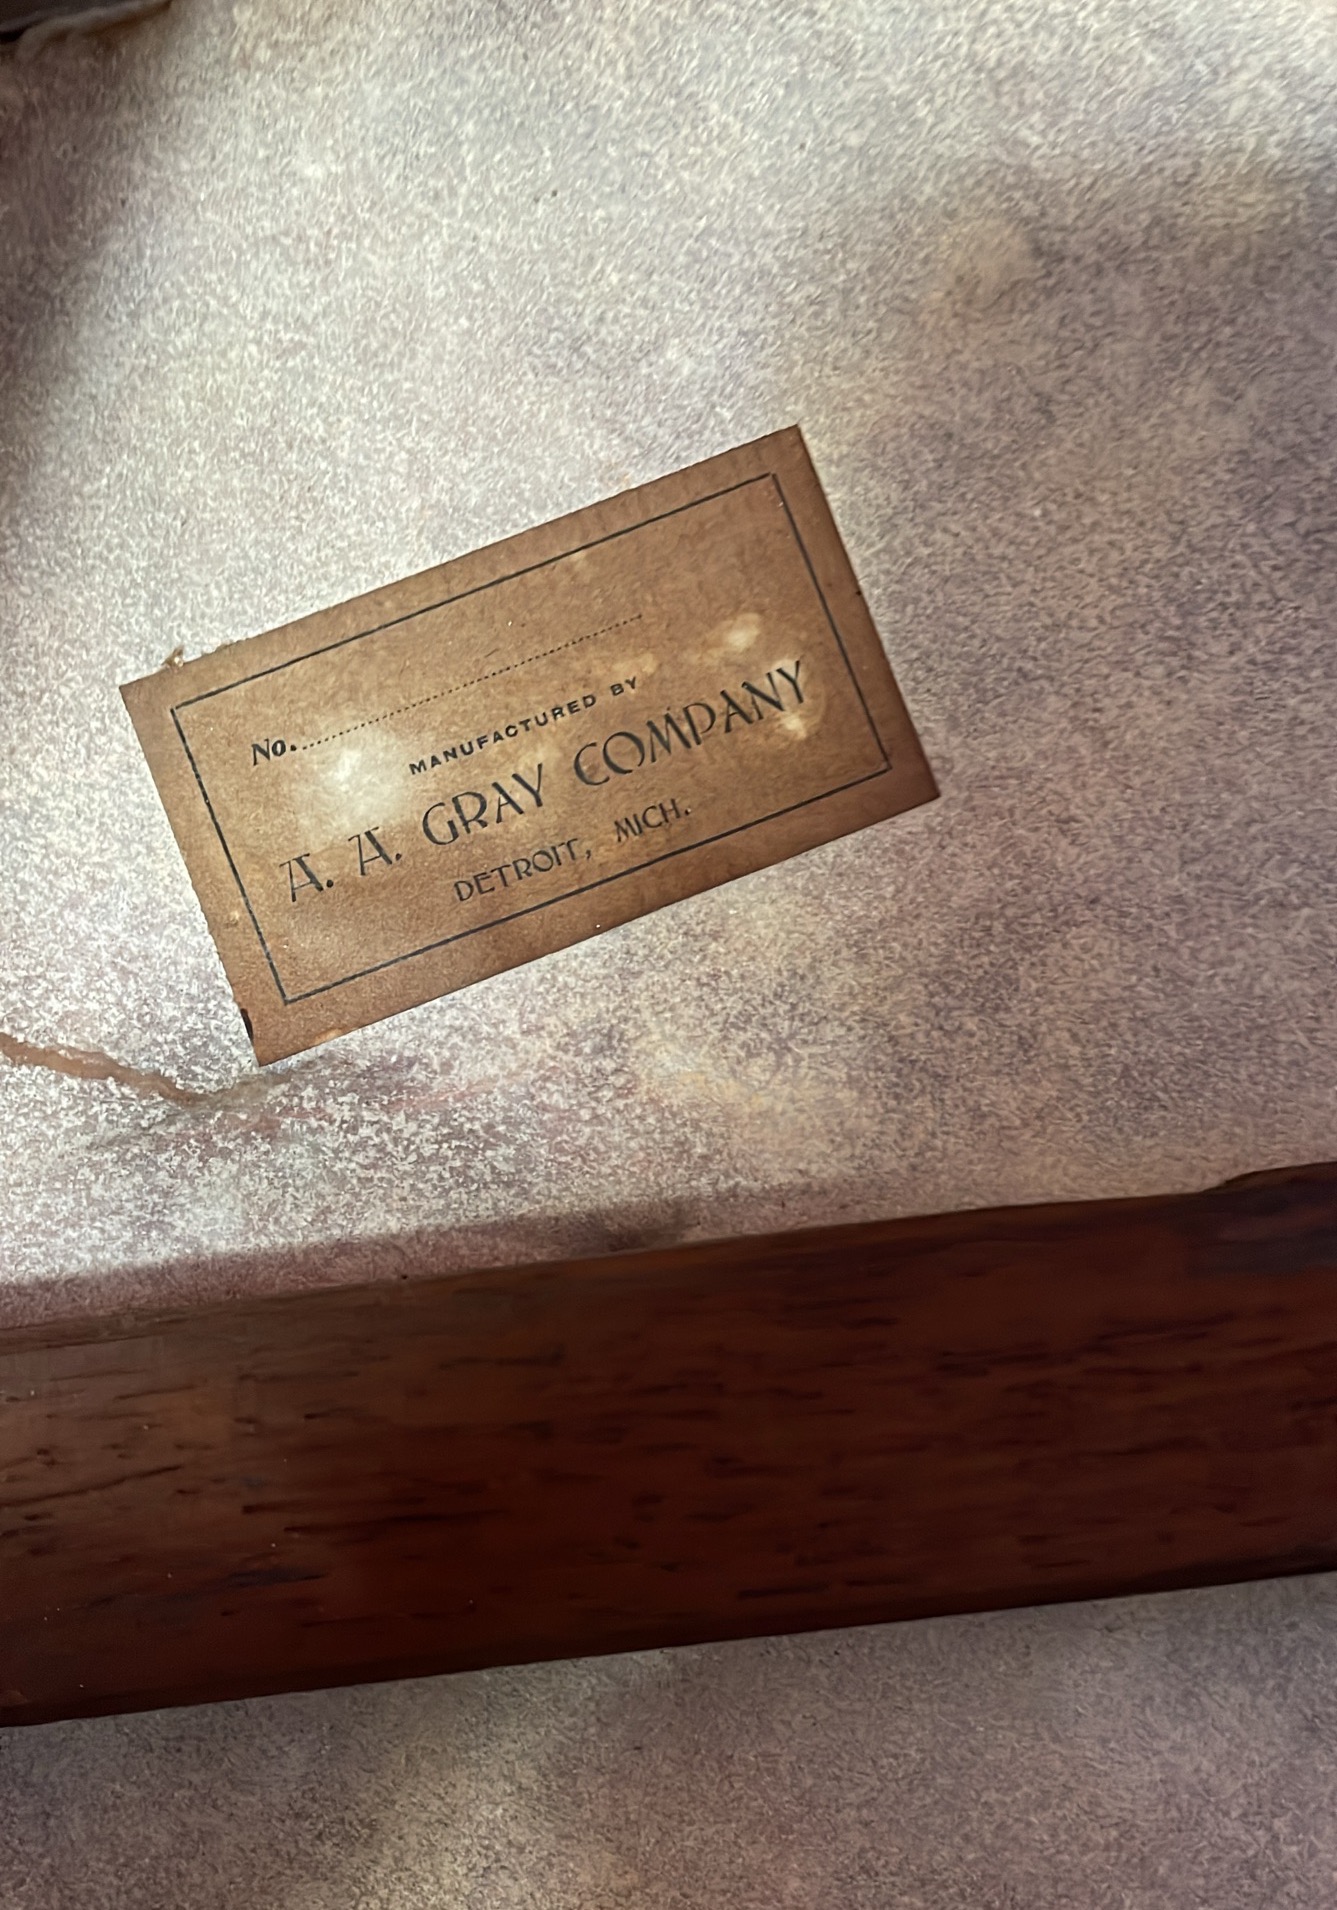 No..............................
MANUFACTURED BY
A. A. GRAY COMPANY
DETROIT, MICH.